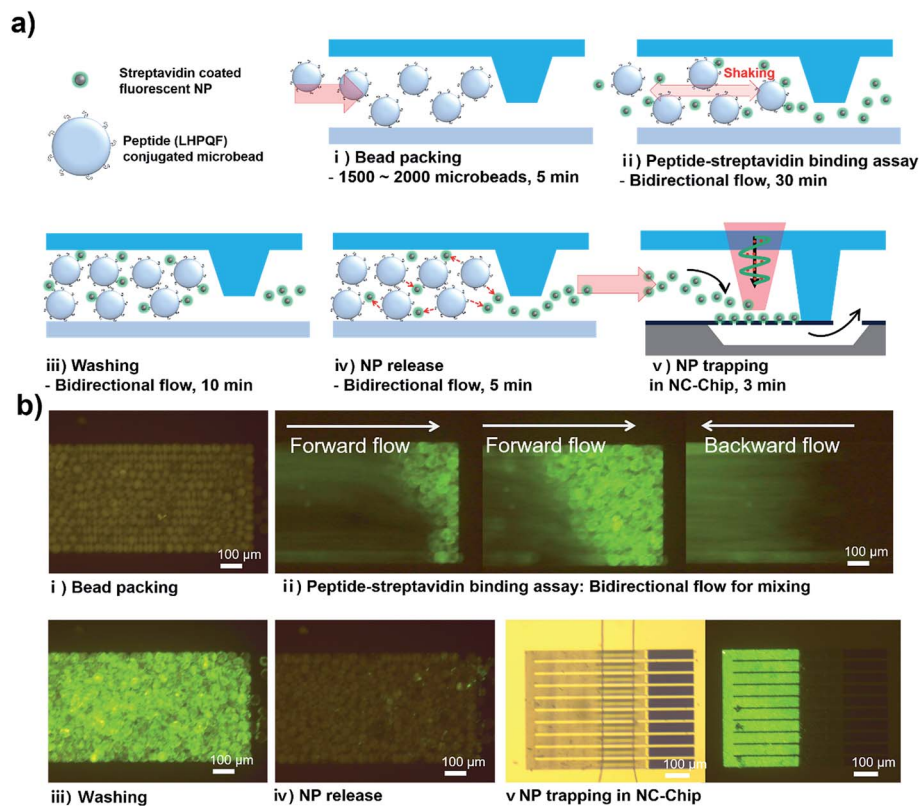 a)
Streptavidin coated
fluorescent NP
Peptide (LHPQF)
conjugated microbead
i ) Bead packing
- 1500 ~ 2000 microbeads, 5 min
Shaking
ii ) Peptide-streptavidin binding assay
- Bidirectional flow, 30 min
iii ) Washing
- Bidirectional flow, 10 min
iv ) NP release
- Bidirectional flow, 5 min
v ) NP trapping
in NC-Chip, 3 min
b)
100 µm
i ) Bead packing
Forward flow
100 µm
Forward flow
100 µm
Backward flow
100 µm
ii ) Peptide-streptavidin binding assay: Bidirectional flow for mixing
100 µm
iii ) Washing
100 µm
iv ) NP release
100 µm
100 µm
v NP trapping in NC-Chip